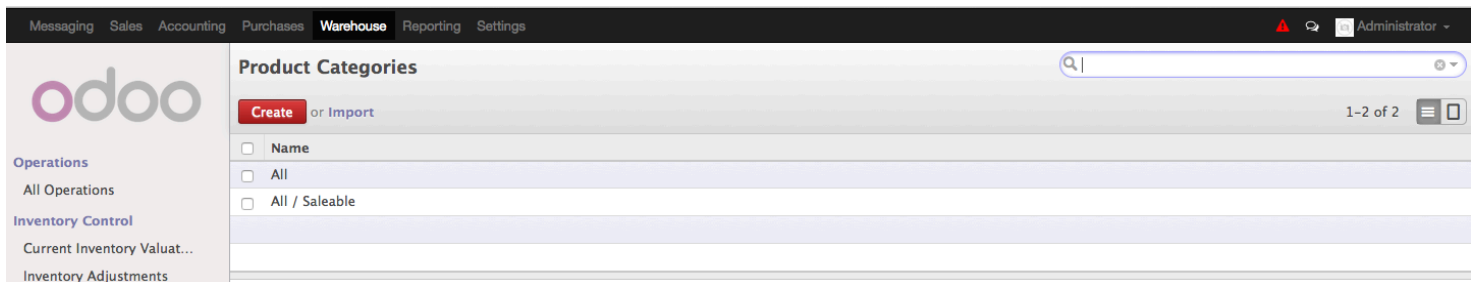 Messaging Sales Accounting Purchases Warehouse Reporting Settings Administrator
odoo
Product Categories
Create or Import 1-2 of 2
Name
All
All / Saleable
Operations
All Operations
Inventory Control
Current Inventory Valuat...
Inventory Adjustments